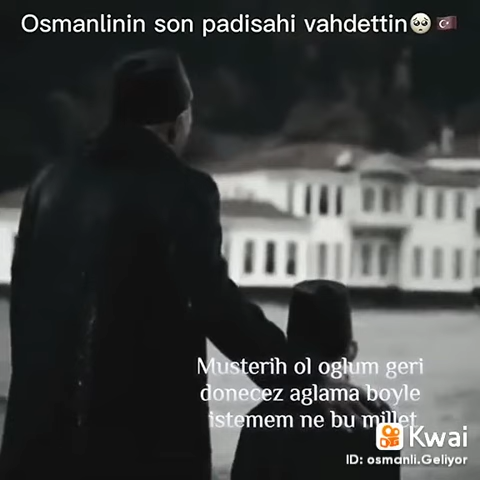 Osmanlinin son padisahi vahdettin🥺🇹🇷
Musterih ol oglum geri
donecez aglama boyle
istemem ne bu millet
Kwai
ID: osmanli.Geliyor